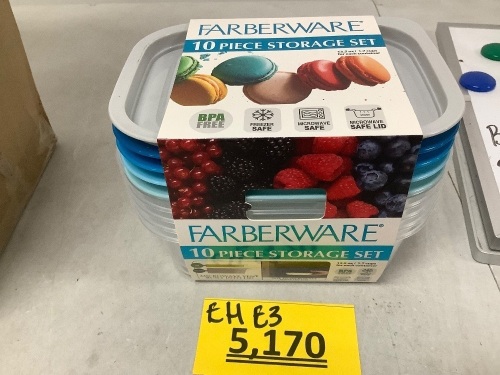 FARBERWARE®
10 PIECE STORAGE SET
BPA FREE
FREEZER SAFE
MICROWAVE SAFE
MICROWAVE SAFE LID
FARBERWARE®
10 PIECE STORAGE SET
EH E3
5,170